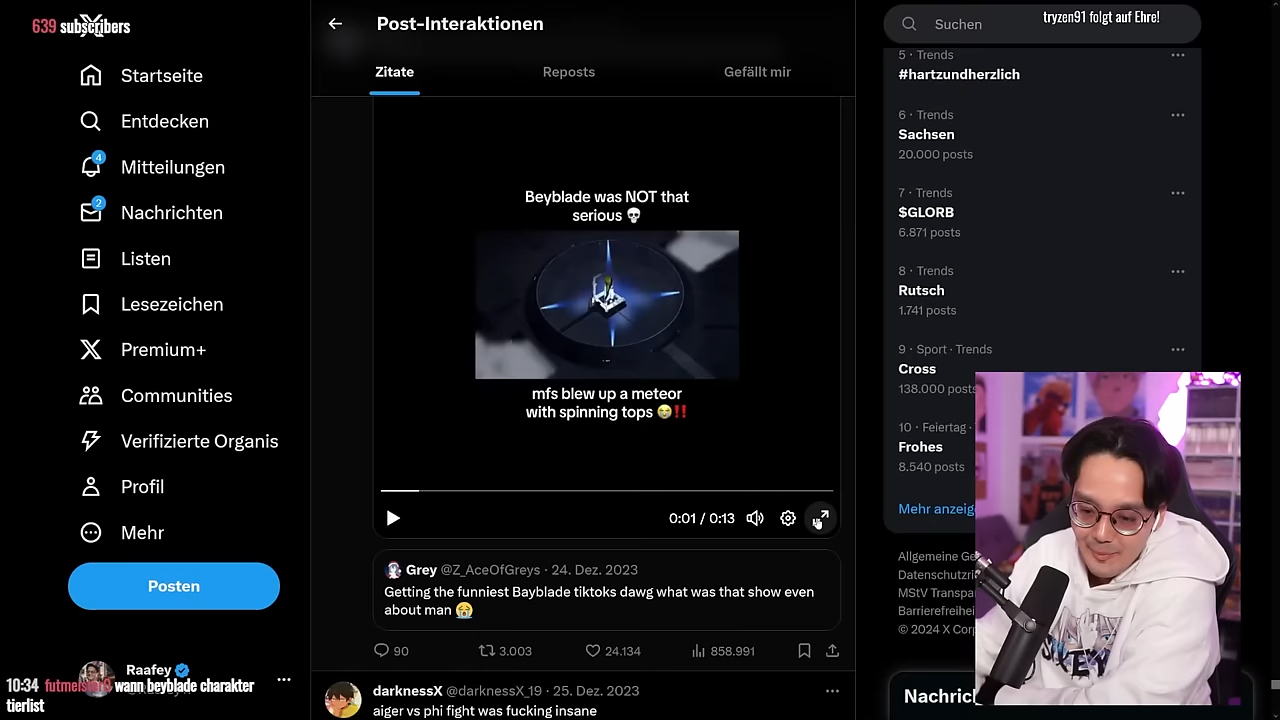 639 subscribers
Startseite
Entdecken
4
Mitteilungen
2
Nachrichten
Listen
Lesezeichen
Premium+
Communities
Verifizierte Organis
Profil
Mehr
Posten
Raafey
10:34 futmeister wann beyblade charakter
tierlist
Post-Interaktionen
Zitate
Reposts
Gefällt mir
Beyblade was NOT that
serious 💀
mfs blew up a meteor
with spinning tops 😭‼️
0:01 / 0:13
Grey @Z_AceOfGreys · 24. Dez. 2023
Getting the funniest Bayblade tiktoks dawg what was that show even
about man 😭
90
3.003
24.134
858.991
darknessX @darknessX_19 · 25. Dez. 2023
aiger vs phi fight was fucking insane
Suchen
tryzen91 folgt auf Ehre!
5 · Trends
#hartzundherzlich
6 · Trends
Sachsen
20.000 posts
7 · Trends
$GLORB
6.871 posts
8 · Trends
Rutsch
1.741 posts
9 · Sport · Trends
Cross
138.000 posts
10 · Feiertag ·
Frohes
8.540 posts
Mehr anzeig
Allgemeine Ge
Datenschutzri
MStV Transpar
Barrierefreihei
© 2024 X Corp
Nachric